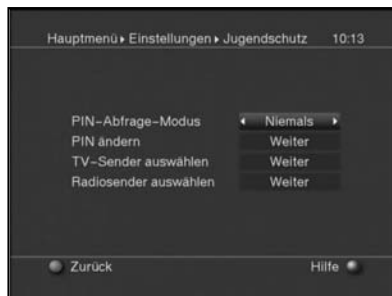 Hauptmenü ▸ Einstellungen ▸ Jugendschutz 10:13
PIN-Abfrage-Modus Niemals
PIN ändern Weiter
TV-Sender auswählen Weiter
Radiosender auswählen Weiter
Zurück Hilfe